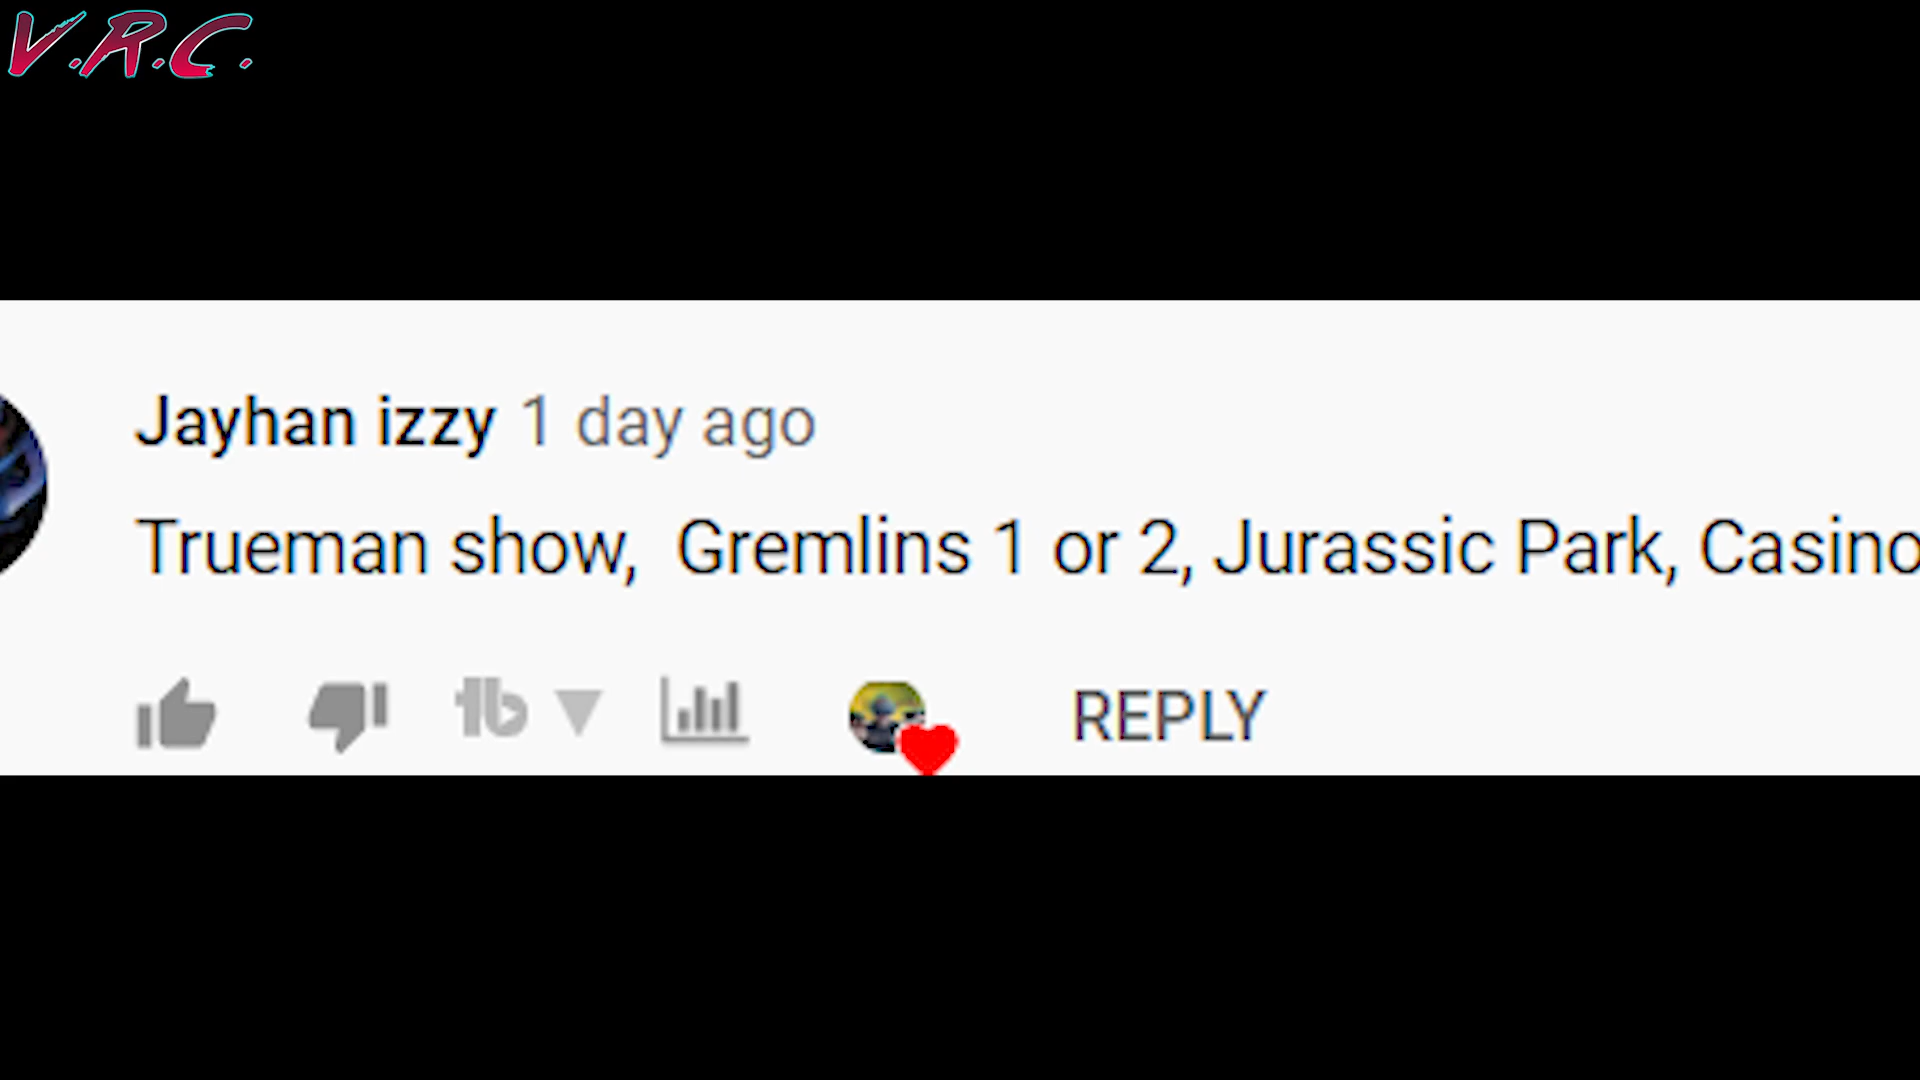 V.R.C.
Jayhan izzy 1 day ago
Trueman show,  Gremlins 1 or 2, Jurassic Park, Casino
REPLY